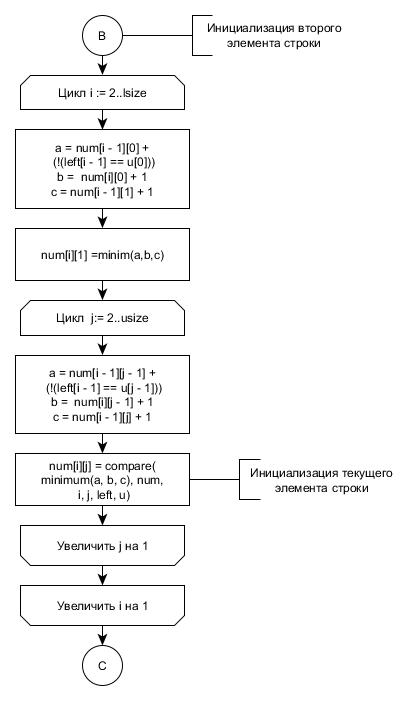 В
Инициализация второго
элемента строки
Цикл i := 2..lsize
a = num[i - 1][0] +
(!(left[i - 1] == u[0]))
b =  num[i][0] + 1
c = num[i - 1][1] + 1
num[i][1] =minim(a,b,c)
Цикл  j:= 2..usize
a = num[i - 1][j - 1] +
(!(left[i - 1] == u[j - 1]))
b =  num[i][j - 1] + 1
c = num[i - 1][j] + 1
num[i][j] = compare(
minimum(a, b, c), num,
i, j, left, u)
Инициализация текущего
элемента строки
Увеличить j на 1
Увеличить i на 1
С